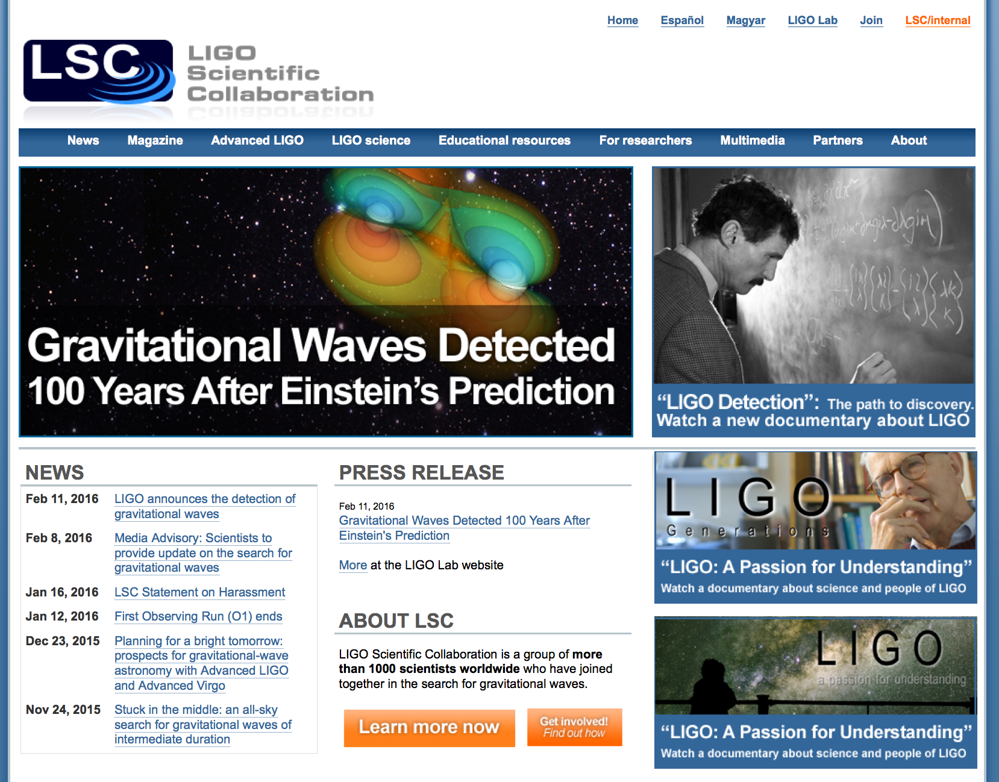 Home Español Magyar LIGO Lab Join LSC/internal
LSC
LIGO
Scientific
Collaboration
News Magazine Advanced LIGO LIGO science Educational resources For researchers Multimedia Partners About
Gravitational Waves Detected
100 Years After Einstein's Prediction
“LIGO Detection”: The path to discovery.
Watch a new documentary about LIGO
NEWS
Feb 11, 2016 LIGO announces the detection of
gravitational waves
Feb 8, 2016 Media Advisory: Scientists to
provide update on the search for
gravitational waves
Jan 16, 2016 LSC Statement on Harassment
Jan 12, 2016 First Observing Run (O1) ends
Dec 23, 2015 Planning for a bright tomorrow:
prospects for gravitational-wave
astronomy with Advanced LIGO
and Advanced Virgo
Nov 24, 2015 Stuck in the middle: an all-sky
search for gravitational waves of
intermediate duration
PRESS RELEASE
Feb 11, 2016
Gravitational Waves Detected 100 Years After
Einstein's Prediction
More at the LIGO Lab website
ABOUT LSC
LIGO Scientific Collaboration is a group of more
than 1000 scientists worldwide who have joined
together in the search for gravitational waves.
Learn more now
Get involved!
Find out how
LIGO
Generations
“LIGO: A Passion for Understanding”
Watch a documentary about science and people of LIGO
LIGO
a passion for understanding
“LIGO: A Passion for Understanding”
Watch a documentary about science and people of LIGO